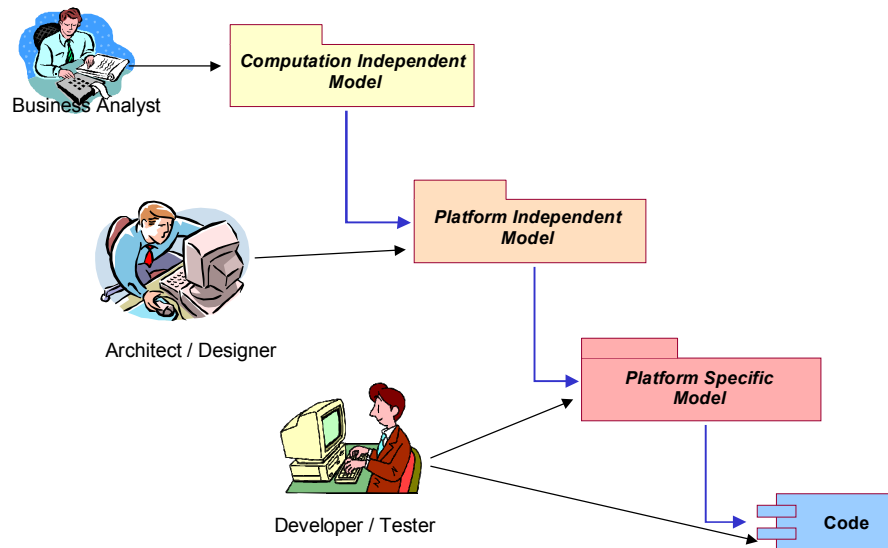 Computation Independent
Model
Business Analyst
Platform Independent
Model
Architect / Designer
Platform Specific
Model
Developer / Tester
Code